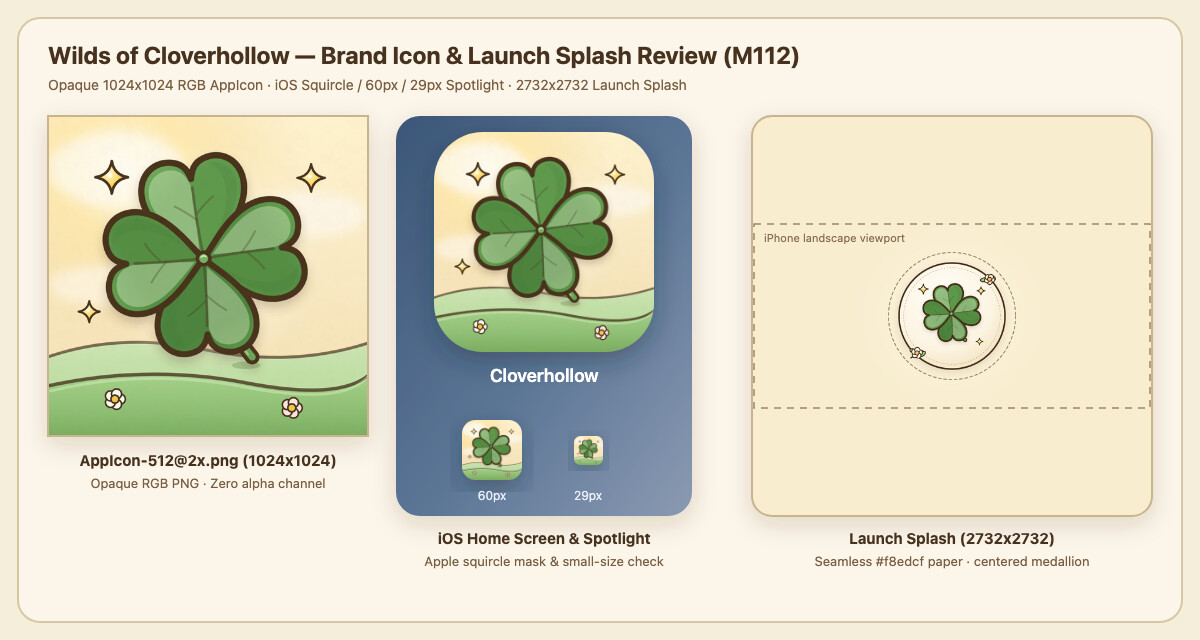 Wilds of Cloverhollow — Brand Icon & Launch Splash Review (M112)
Opaque 1024x1024 RGB AppIcon · iOS Squircle / 60px / 29px Spotlight · 2732x2732 Launch Splash
AppIcon-512@2x.png (1024x1024)
Opaque RGB PNG · Zero alpha channel
Cloverhollow
60px
29px
iOS Home Screen & Spotlight
Apple squircle mask & small-size check
iPhone landscape viewport
Launch Splash (2732x2732)
Seamless #f8edcf paper · centered medallion